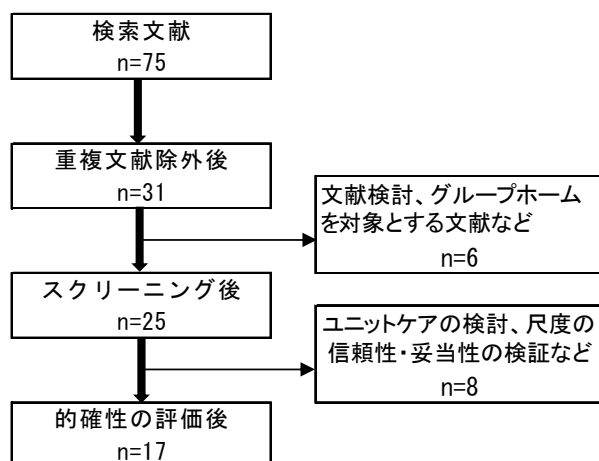 検索文献
n=75
重複文献除外後
n=31
文献検討、グループホーム
を対象とする文献など
n=6
スクリーニング後
n=25
ユニットケアの検討、尺度の
信頼性・妥当性の検証など
n=8
的確性の評価後
n=17